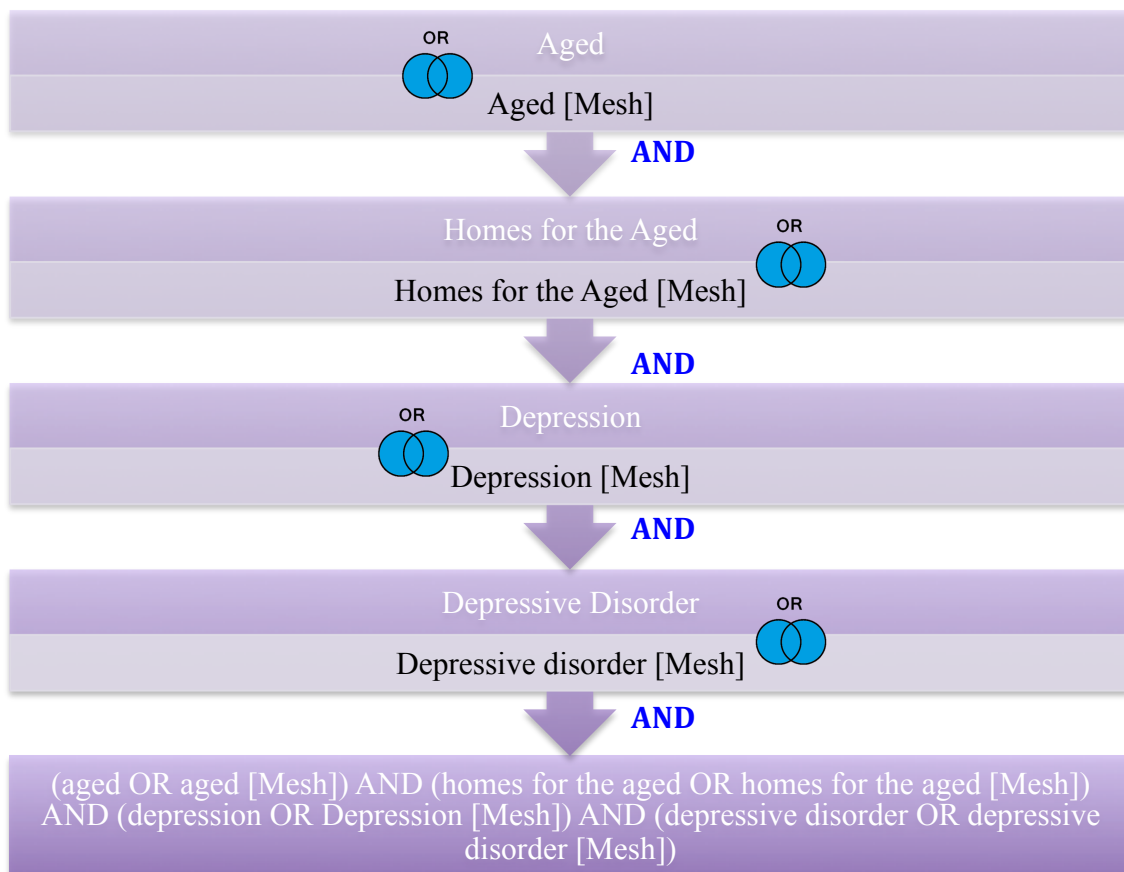 OR
Aged
Aged [Mesh]
AND
Homes for the Aged
OR
Homes for the Aged [Mesh]
AND
OR
Depression
Depression [Mesh]
AND
Depressive Disorder
OR
Depressive disorder [Mesh]
AND
(aged OR aged [Mesh]) AND (homes for the aged OR homes for the aged [Mesh])
AND (depression OR Depression [Mesh]) AND (depressive disorder OR depressive
disorder [Mesh])